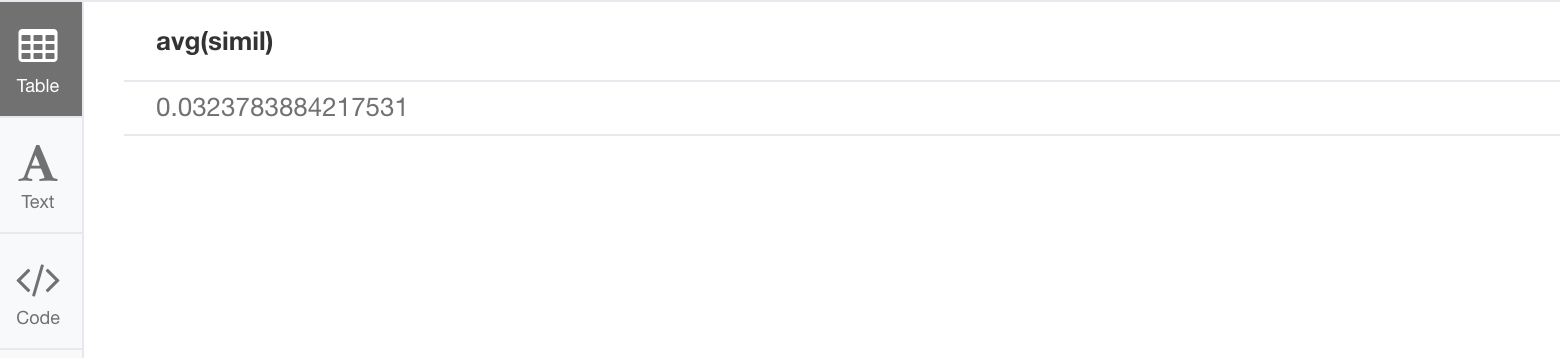 avg(simil)
Table
0.0323783884217531
A
Text
</>
Code